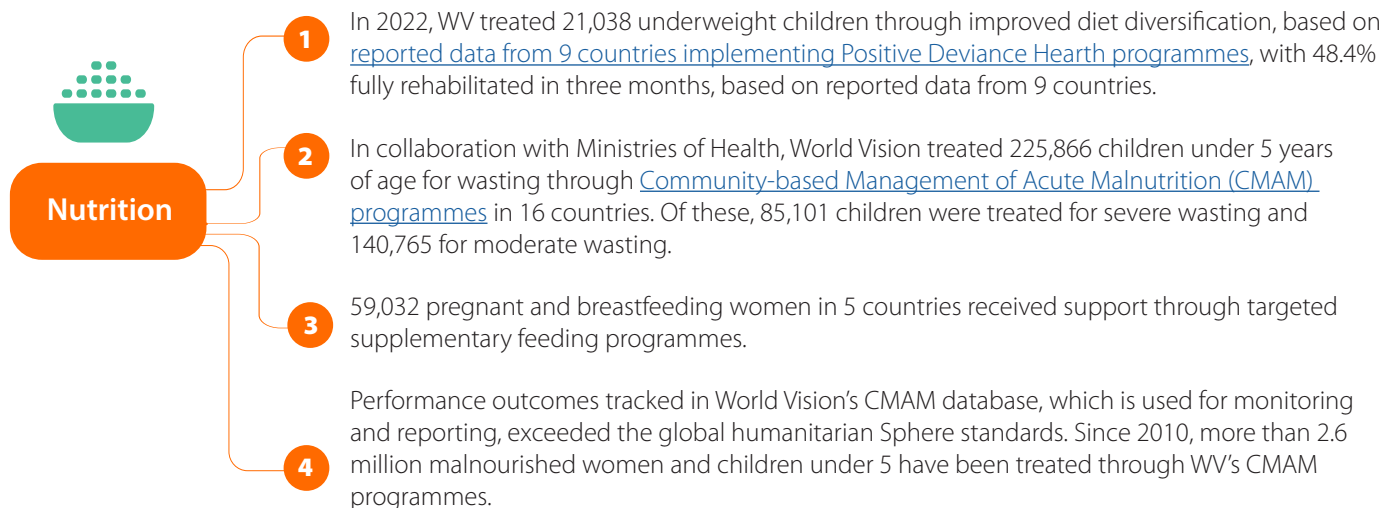 Nutrition
1
In 2022, WV treated 21,038 underweight children through improved diet diversification, based on
reported data from 9 countries implementing Positive Deviance Hearth programmes, with 48.4%
fully rehabilitated in three months, based on reported data from 9 countries.
2
In collaboration with Ministries of Health, World Vision treated 225,866 children under 5 years
of age for wasting through Community-based Management of Acute Malnutrition (CMAM)
programmes in 16 countries. Of these, 85,101 children were treated for severe wasting and
140,765 for moderate wasting.
3
59,032 pregnant and breastfeeding women in 5 countries received support through targeted
supplementary feeding programmes.
4
Performance outcomes tracked in World Vision’s CMAM database, which is used for monitoring
and reporting, exceeded the global humanitarian Sphere standards. Since 2010, more than 2.6
million malnourished women and children under 5 have been treated through WV’s CMAM
programmes.